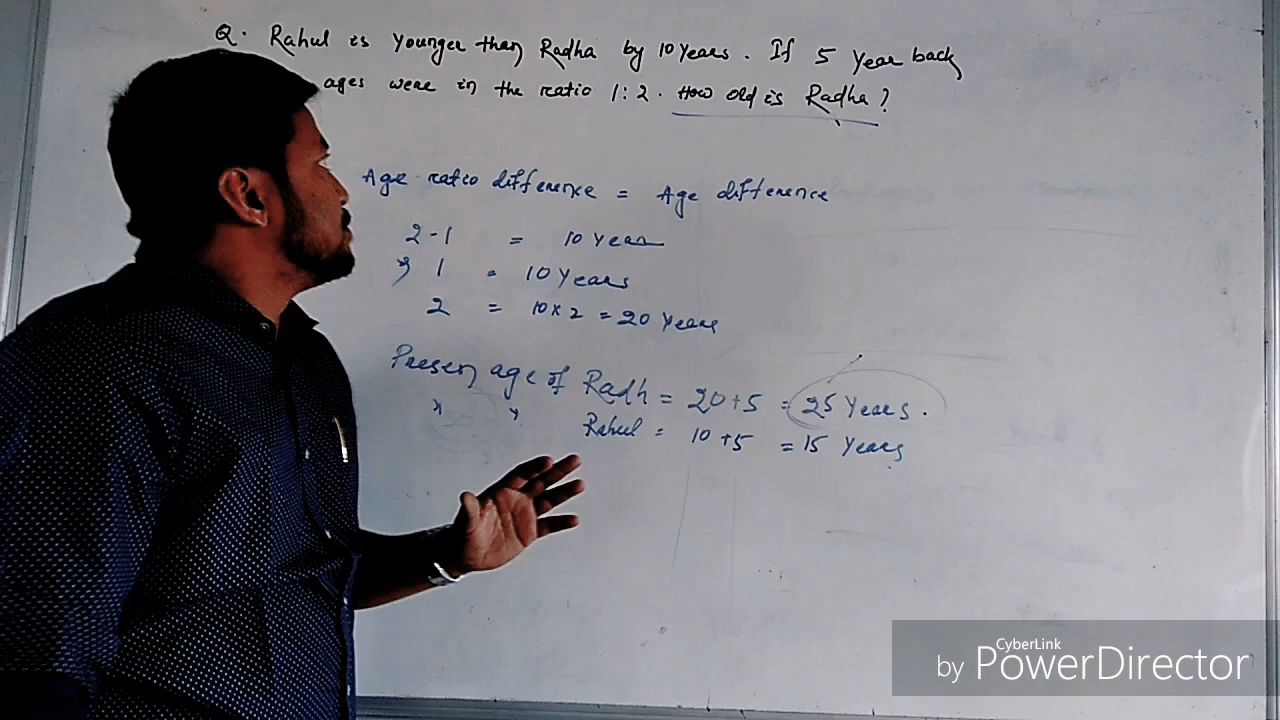 Q. Rahul is younger than Radha by 10 Years. If 5 Year back
ages were in the ratio 1:2. How old is Radha?
Age ratio difference = Age difference
2-1 = 10 Year
1 = 10 Years
2 = 10×2 = 20 Years
Presen age of Radh = 20+5 = 25 Years.
" " Rahul = 10+5 = 15 Years
CyberLink
by PowerDirector